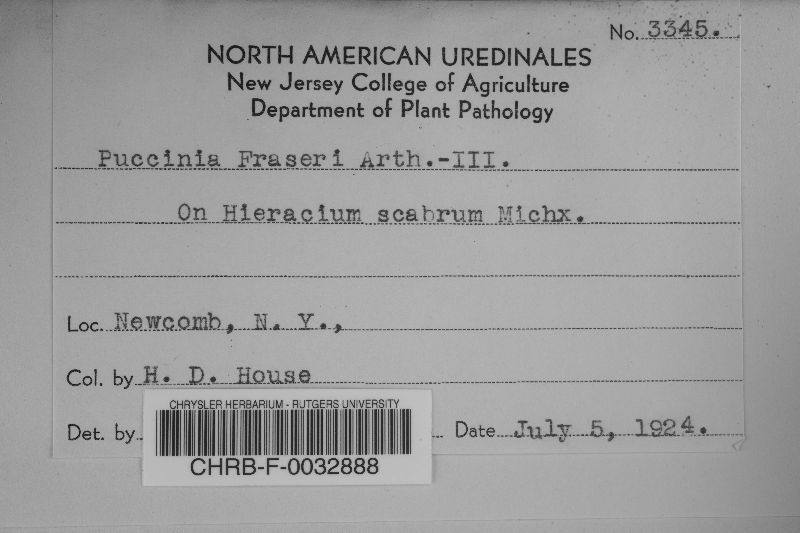 No. 3345.
NORTH AMERICAN UREDINALES
New Jersey College of Agriculture
Department of Plant Pathology
Puccinia Fraseri Arth.-III.
On Hieracium scabrum Michx.
Loc. Newcomb, N. Y.,
Col. by H. D. House
CHRYSLER HERBARIUM - RUTGERS UNIVERSITY
Det. by Date July 5, 1924.
CHRB-F-0032888